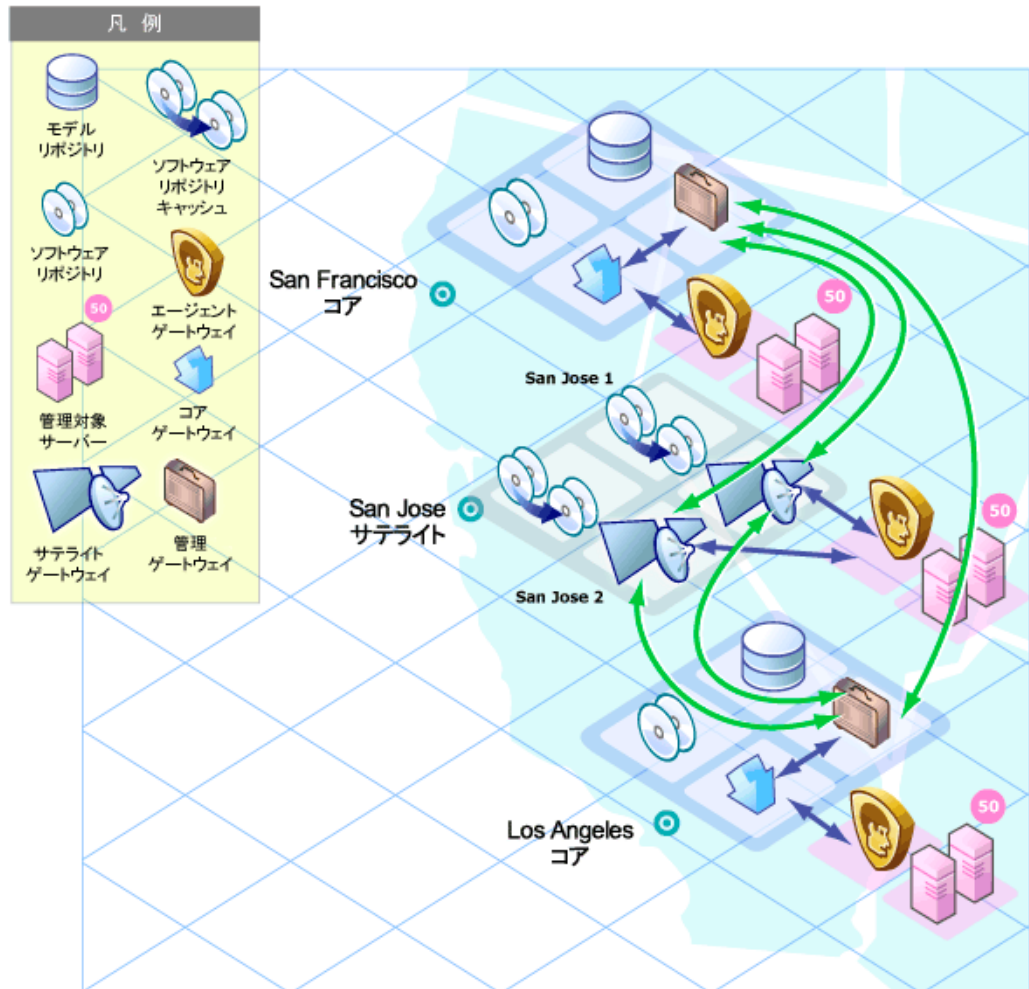 凡 例
モデル
リポジトリ
ソフトウェア
リポジトリ
キャッシュ
ソフトウェア
リポジトリ
エージェント
ゲートウェイ
50
管理対象
サーバー
コア
ゲートウェイ
サテライト
ゲートウェイ
管理
ゲートウェイ
San Francisco
コア
50
San Jose 1
San Jose
サテライト
50
San Jose 2
Los Angeles
コア
50